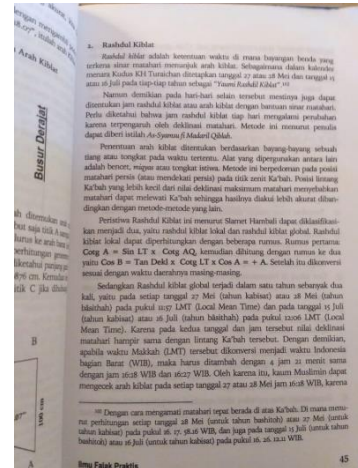 2. Rashdul Kiblat
Rashdul kiblat adalah ketentuan waktu di mana bayangan benda yang
terkena sinar matahari menunjuk arah kiblat. Sebagaimana dalam kalender
menara Kudus KH Turaichan ditetapkan tanggal 27 atau 28 Mei dan tanggal 15
atau 16 Juli pada tiap-tiap tahun sebagai "Yaumi Rashdil Kiblat".
Namun demikian pada hari-hari selain tersebut mestinya juga dapat
ditentukan jam rashdul kiblat atau arah kiblat dengan bantuan sinar matahari.
Perlu diketahui bahwa jam rashdul kiblat tiap hari mengalami perubahan
karena terpengaruh oleh deklinasi matahari. Metode ini menurut penulis
dapat diberi istilah As-Syamsu fi Madaril Qiblah.
Penentuan arah kiblat ditentukan berdasarkan bayang-bayang sebuah
tiang atau tongkat pada waktu tertentu. Alat yang dipergunakan antara lain
adalah bencet, miqyas atau tongkat istiwa. Metode ini berpedoman pada posisi
matahari persis (atau mendekati persis) pada titik zenit Ka'bah. Posisi lintang
Ka'bah yang lebih kecil dari nilai deklinasi maksimum matahari menyebabkan
matahari dapat melewati Ka'bah sehingga hasilnya diakui lebih akurat diban-
dingkan dengan metode-metode yang lain.
Peristiwa Rashdul Kiblat ini menurut Slamet Hambali dapat diklasifikasi-
kan menjadi dua, yaitu rashdul kiblat lokal dan rashdul kiblat global. Rashdul
kiblat lokal dapat diperhitungkan dengan beberapa rumus. Rumus pertama:
Cotg A = Sin LT x Cotg AQ, kemudian dihitung dengan rumus ke dua
yaitu Cos B = Tan Dekl x Cotg LT x Cos A = + A. Setelah itu dikonversi
sesuai dengan waktu daerahnya masing-masing.
Sedangkan Rashdul kiblat global terjadi dalam satu tahun sebanyak dua
kali, yaitu pada setiap tanggal 27 Mei (tahun kabisat) atau 28 Mei (tahun
basithah) pada pukul 11:57 LMT (Local Mean Time) dan pada tanggal 15 Juli
(tahun kabisat) atau 16 Juli (tahun basithah) pada pukul 12:06 LMT (Local
Mean Time). Karena pada kedua tanggal dan jam tersebut nilai deklinasi
matahari hampir sama dengan lintang Ka'bah tersebut. Dengan demikian,
apabila waktu Makkah (LMT) tersebut dikonversi menjadi waktu Indonesia
bagian Barat (WIB), maka harus ditambah dengan 4 jam 21 menit sama
dengan jam 16:18 WIB dan 16:27 WIB. Oleh karena itu, kaum Muslimin dapat
mengecek arah kiblat pada setiap tanggal 27 atau 28 Mei jam 16:18 WIB, karena
Dengan cara mengamati matahari tepat berada di atas Ka'bah. Di mana menu-
rut perhitungan setiap tanggal 28 Mei (untuk tahun bashitoh) atau 27 Mei (untuk
tahun kabisat) pada pukul 16. 17. 58.16 WIB, dan juga pada tanggal 15 Juli (untuk tahun
bashitoh) atau 16 Juli (untuk tahun kabisat) pada pukul 16. 26. 12.11 WIB.
Ilmu Falak Praktis
45
Arah Kiblat
Busur Derajat
B
100 cm
A